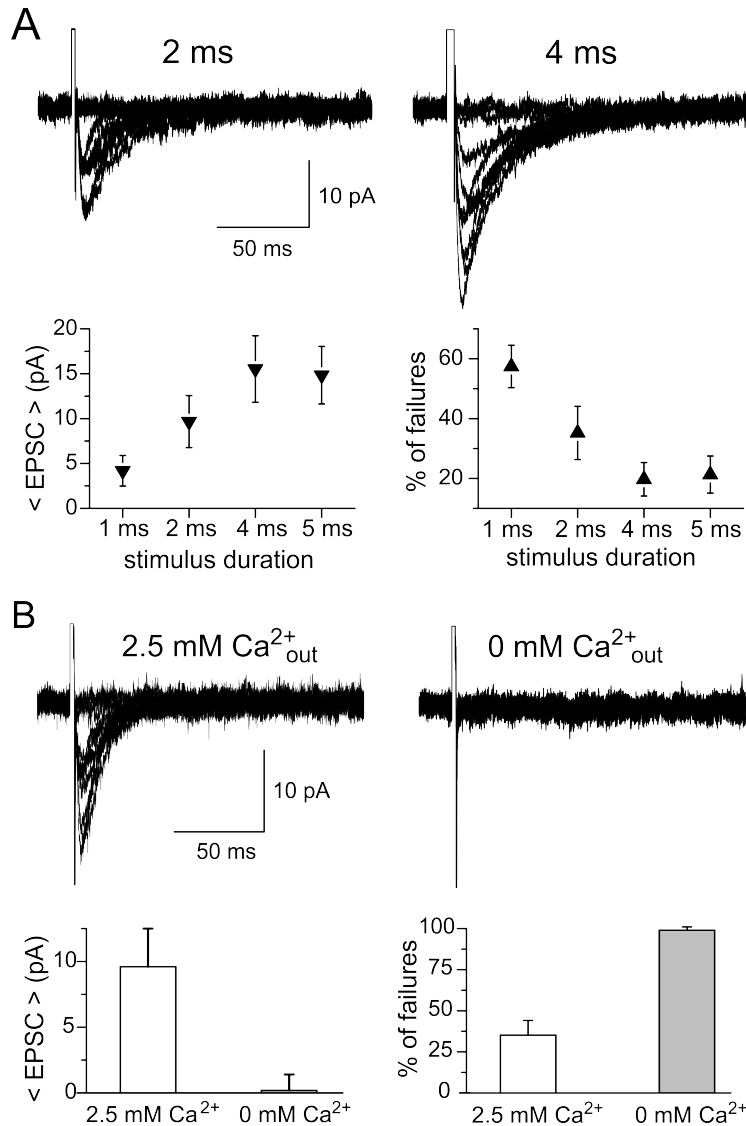 A
2 ms
4 ms
10 pA
50 ms
< EPSC > (pA)
20
15
10
5
0
1 ms 2 ms 4 ms 5 ms
stimulus duration
% of failures
60
40
20
1 ms 2 ms 4 ms 5 ms
stimulus duration
B
2.5 mM Ca²⁺out
0 mM Ca²⁺out
10 pA
50 ms
< EPSC > (pA)
10
5
0
2.5 mM Ca²⁺ 0 mM Ca²⁺
% of failures
100
75
50
25
0
2.5 mM Ca²⁺ 0 mM Ca²⁺